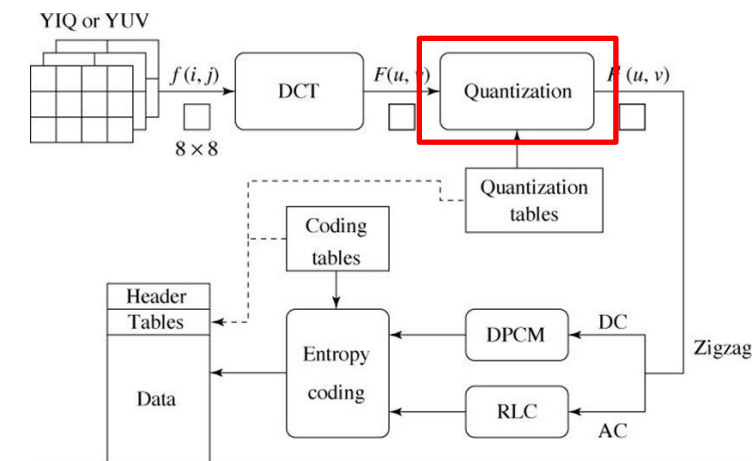 YIQ or YUV
f(i, j)
8 × 8
DCT
F(u, v)
Quantization
(u, v)
Quantization
tables
Coding
tables
Header
Tables
Data
Entropy
coding
DPCM
DC
RLC
AC
Zigzag